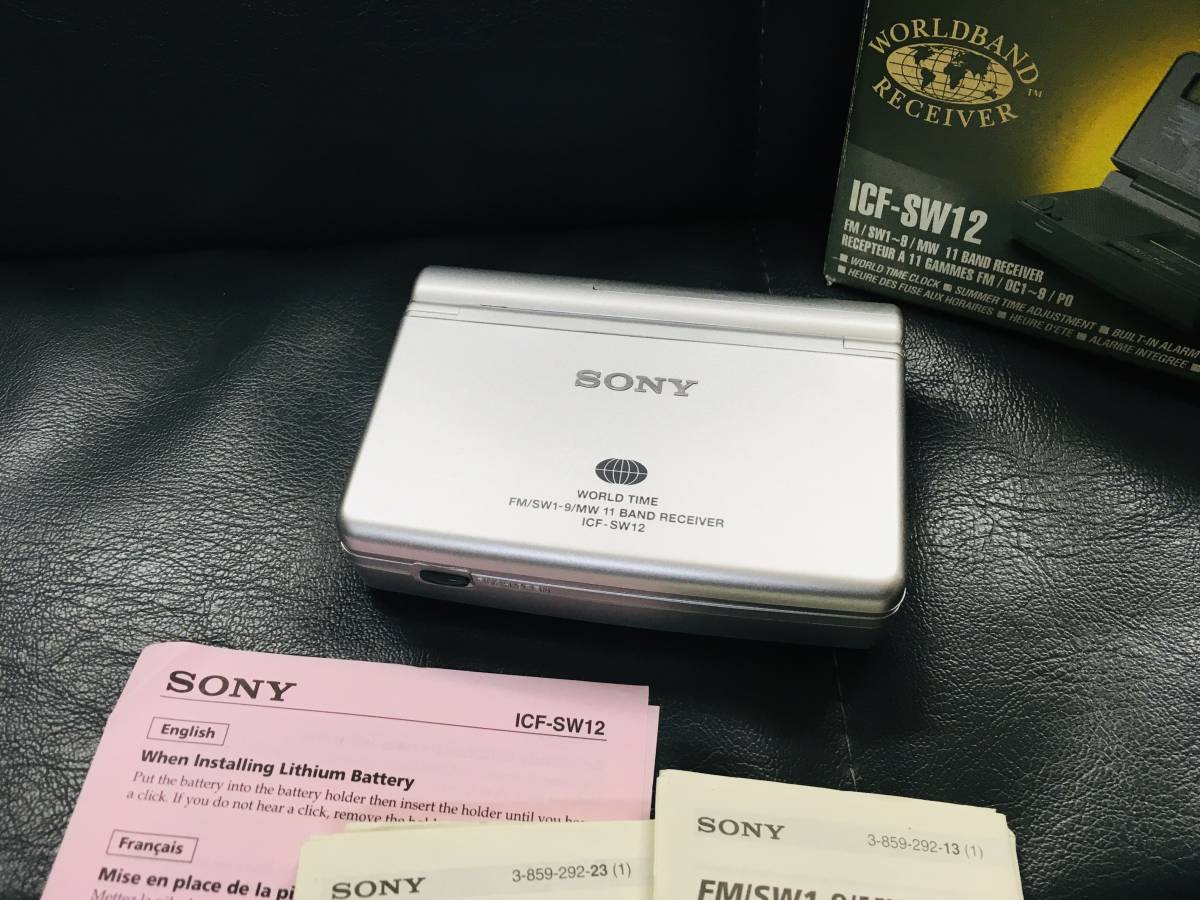 WORLDBAND
RECEIVER
TM
ICF-SW12
FM / SW1~9 / MW 11 BAND RECEIVER
RECEPTEUR A 11 GAMMES FM / OC1~9 / PO
■ WORLD TIME CLOCK ■ SUMMER TIME ADJUSTMENT ■ BUILT-IN ALARM
■ HEURE DES FUSE AUX HORAIRES ■ HEURE D'ETE ■ ALARME INTEGREE ■
SONY
WORLD TIME
FM/SW1-9/MW 11 BAND RECEIVER
ICF-SW12
SONY
ICF-SW12
English
When Installing Lithium Battery
Put the battery into the battery holder then insert the holder until you
a click. If you do not hear a click, remove the
Français
Mise en place de la
SONY
3-859-292-23 (1)
SONY
3-859-292-13 (1)